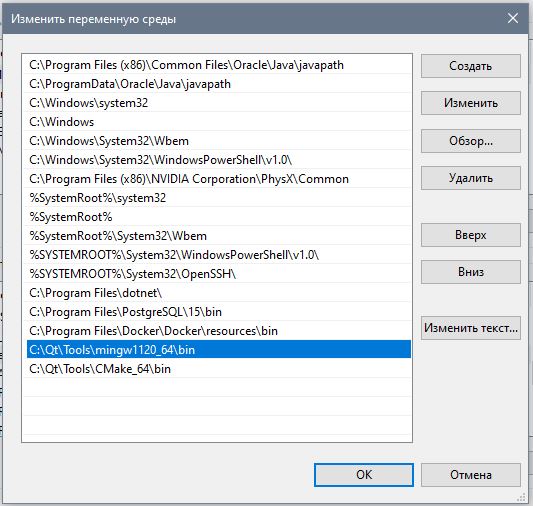 Изменить переменную среды
C:\Program Files (x86)\Common Files\Oracle\Java\javapath
C:\ProgramData\Oracle\Java\javapath
C:\Windows\system32
C:\Windows
C:\Windows\System32\Wbem
C:\Windows\System32\WindowsPowerShell\v1.0\
C:\Program Files (x86)\NVIDIA Corporation\PhysX\Common
%SystemRoot%\system32
%SystemRoot%
%SystemRoot%\System32\Wbem
%SYSTEMROOT%\System32\WindowsPowerShell\v1.0\
%SYSTEMROOT%\System32\OpenSSH\
C:\Program Files\dotnet\
C:\Program Files\PostgreSQL\15\bin
C:\Program Files\Docker\Docker\resources\bin
C:\Qt\Tools\mingw1120_64\bin
C:\Qt\Tools\CMake_64\bin
Создать
Изменить
Обзор...
Удалить
Вверх
Вниз
Изменить текст...
OK
Отмена